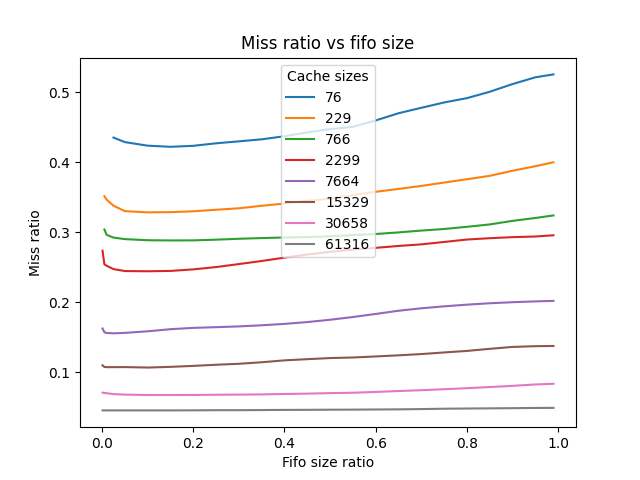 Miss ratio vs fifo size
Cache sizes
76
229
766
2299
7664
15329
30658
61316
0.5
0.4
0.3
0.2
0.1
Miss ratio
0.0 0.2 0.4 0.6 0.8 1.0
Fifo size ratio